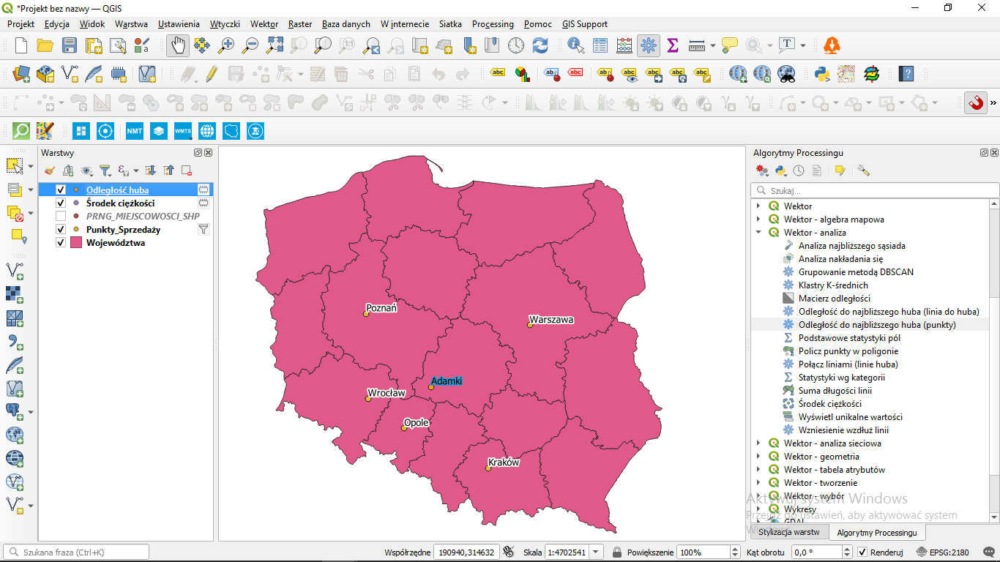 *Projekt bez nazwy — QGIS
Projekt Edycja Widok Warstwa Ustawienia Wtyczki Wektor Raster Baza danych W internecie Siatka Processing Pomoc GIS Support
NMT WMTS
Warstwy
Odległość huba
Środek ciężkości
PRNG_MIEJSCOWOSCI_SHP
Punkty_Sprzedaży
Województwa
Poznań
Warszawa
Adamki
Wrocław
Opole
Kraków
Algorytmy Processingu
Szukaj...
Wektor
Wektor - algebra mapowa
Wektor - analiza
Analiza najbliższego sąsiada
Analiza nakładania się
Grupowanie metodą DBSCAN
Klastry K-średnich
Macierz odległości
Odległość do najbliższego huba (linia do huba)
Odległość do najbliższego huba (punkty)
Podstawowe statystyki pól
Policz punkty w poligonie
Połącz liniami (linie huba)
Statystyki wg kategorii
Suma długości linii
Środek ciężkości
Wyświetl unikalne wartości
Wzniesienie wzdłuż linii
Wektor - analiza sieciowa
Wektor - geometria
Wektor - tabela atrybutów
Wektor - tworzenie
Wektor - wybór
Wykresy
GDAL
Aktywuj system Windows
Przejdź do ustawień, aby aktywować system
Windows.
Stylizacja warstw Algorytmy Processingu
Szukana fraza (Ctrl+K) Współrzędne 190940,314632 Skala 1:4702541 Powiększenie 100% Kąt obrotu 0,0 ° Renderuj EPSG:2180